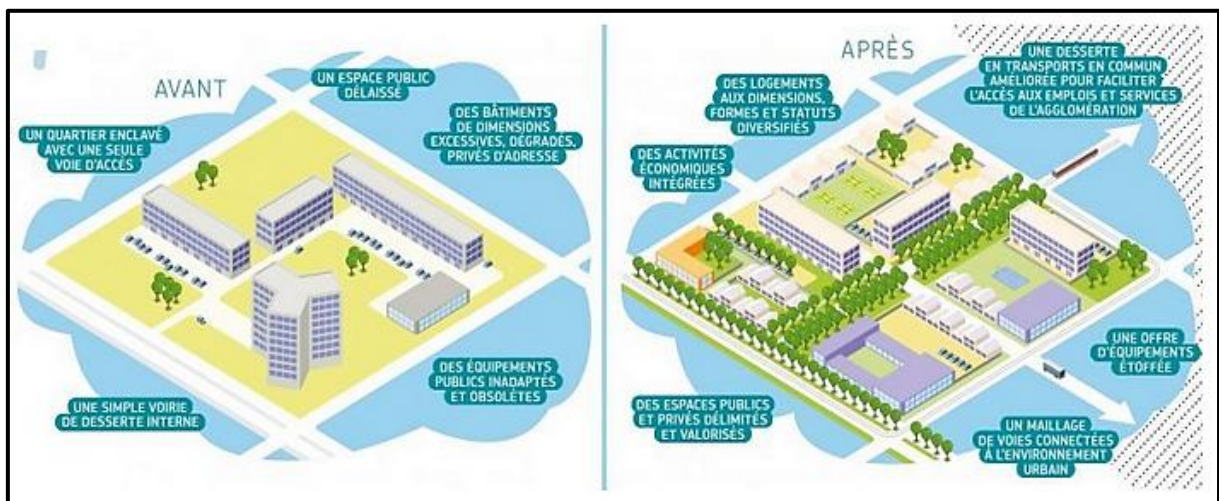 AVANT
UN ESPACE PUBLIC
DÉLAISSÉ
DES BÂTIMENTS
DE DIMENSIONS
EXCESSIVES, DÉGRADÉS,
PRIVÉS D'ADRESSE
UN QUARTIER ENCLAVÉ
AVEC UNE SEULE
VOIE D'ACCÈS
DES ÉQUIPEMENTS
PUBLICS INADAPTÉS
ET OBSOLÈTES
UNE SIMPLE VOIRIE
DE DESSERTE INTERNE
APRÈS
UNE DESSERTE
EN TRANSPORTS EN COMMUN
AMÉLIORÉE POUR FACILITER
L'ACCÈS AUX EMPLOIS ET SERVICES
DE L'AGGLOMÉRATION
DES LOGEMENTS
AUX DIMENSIONS,
FORMES ET STATUTS
DIVERSIFIÉS
DES ACTIVITÉS
ÉCONOMIQUES
INTÉGRÉES
UNE OFFRE
D'ÉQUIPEMENTS
ÉTOFFÉE
DES ESPACES PUBLICS
ET PRIVÉS DÉLIMITÉS
ET VALORISÉS
UN MAILLAGE
DE VOIES CONNECTÉES
À L'ENVIRONNEMENT
URBAIN